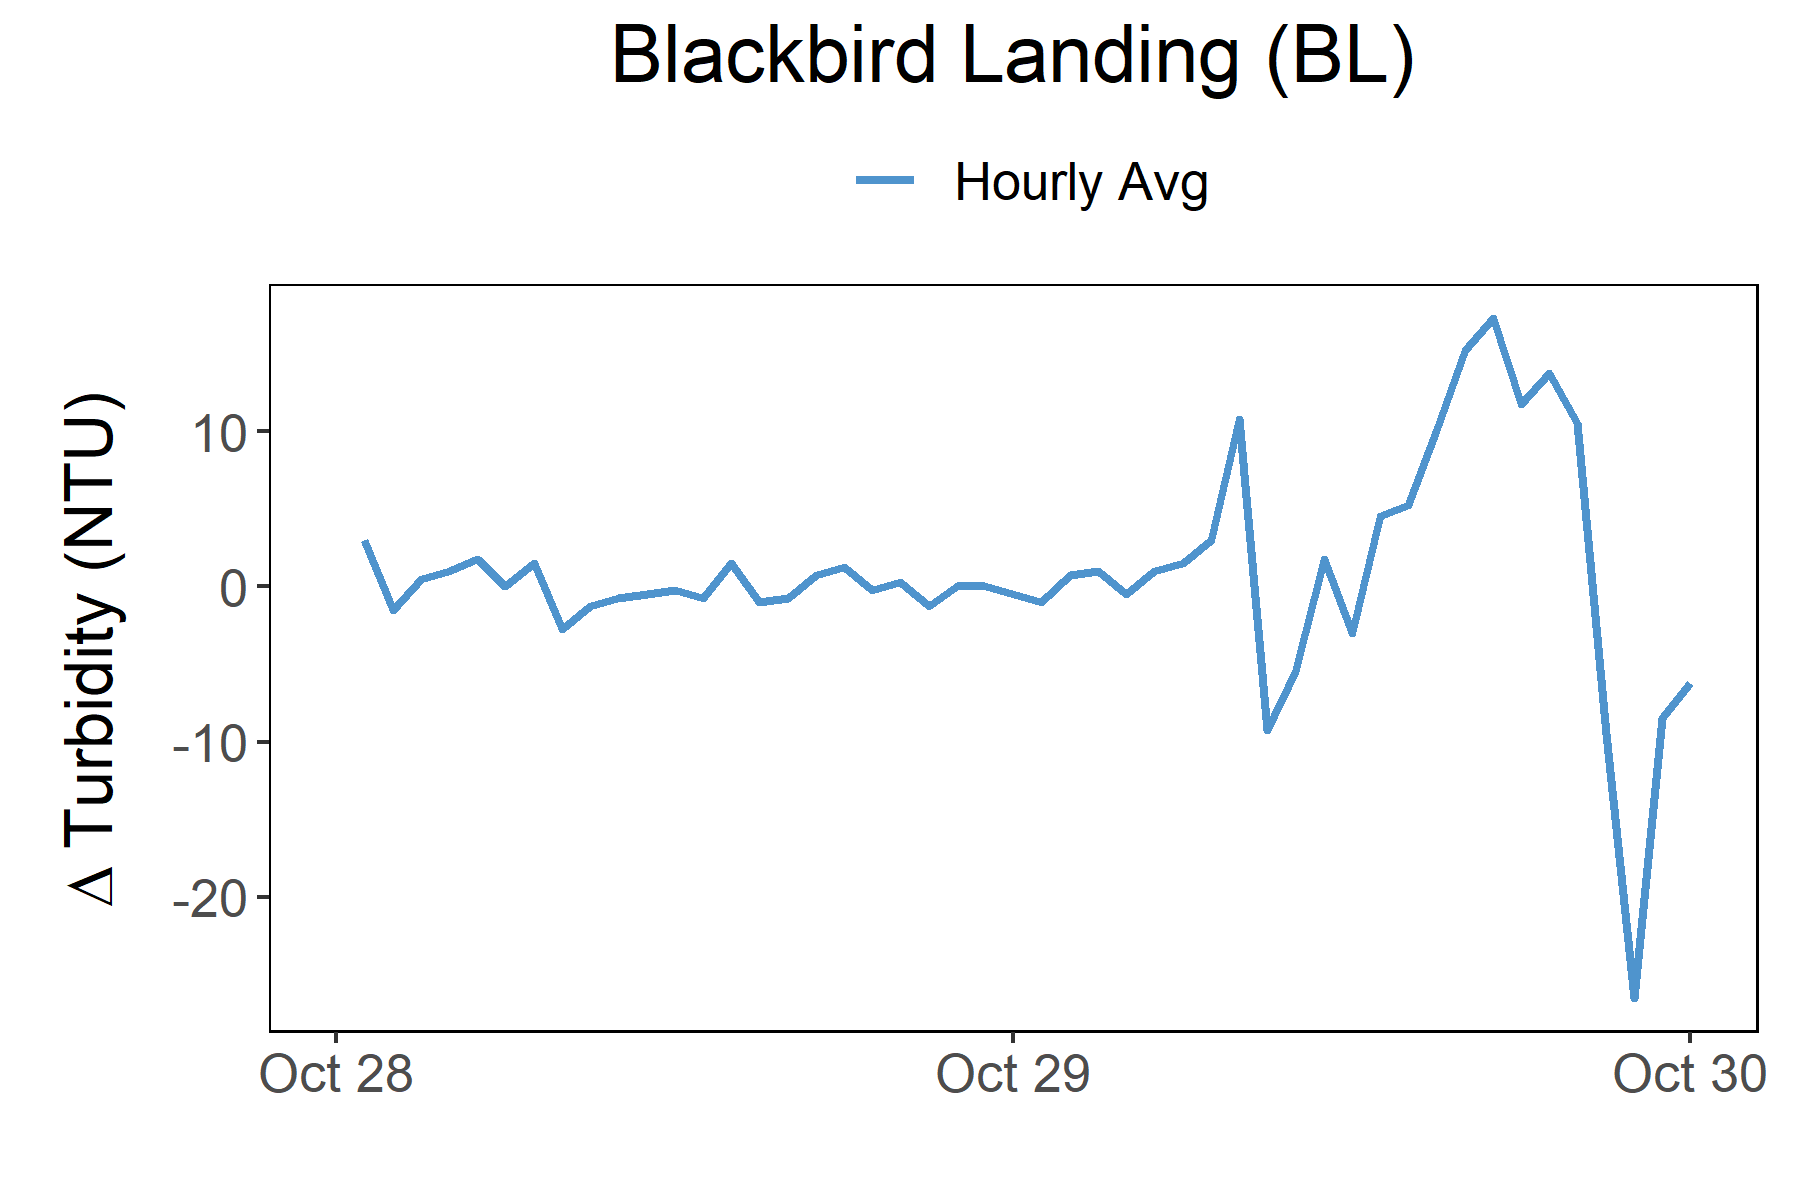 Blackbird Landing (BL)
Hourly Avg
Δ Turbidity (NTU)
10
0
-10
-20
Oct 28
Oct 29
Oct 30